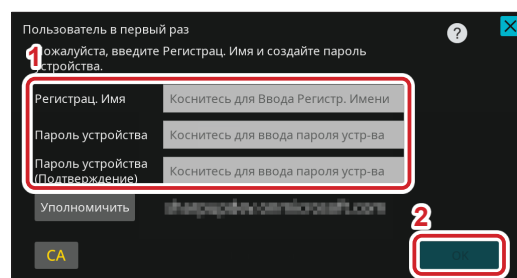 Пользователь в первый раз
?
Пожалуйста, введите Регистрац. Имя и создайте пароль
устройства.
1
Регистрац. Имя
Коснитесь для Ввода Регистр. Имени
Пароль устройства
Коснитесь для ввода пароля устр-ва
Пароль устройства
(Подтверждение)
Коснитесь для ввода пароля устр-ва
Уполномичить
2
CA
OK